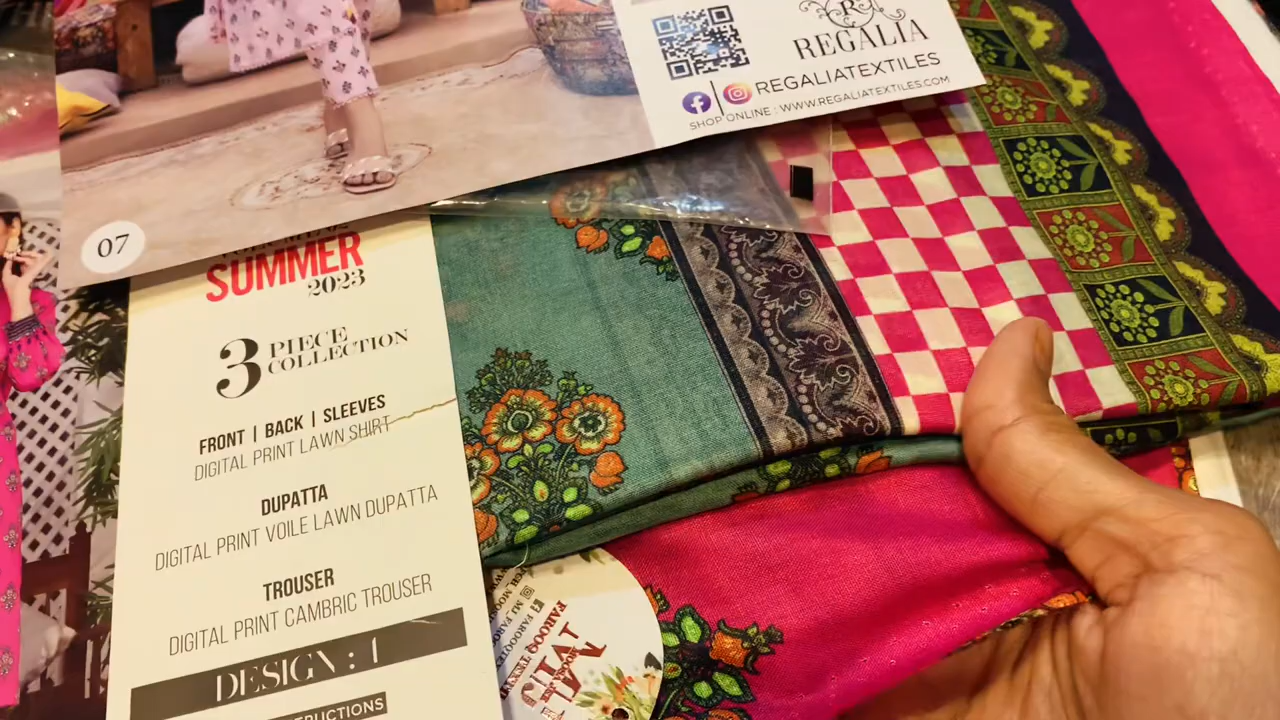 R
REGALIA
REGALIATEXTILES
SHOP ONLINE : WWW.REGALIATEXTILES.COM
07
SUMMER
2023
3 PIECE
COLLECTION
FRONT | BACK | SLEEVES
DIGITAL PRINT LAWN SHIRT
DUPATTA
DIGITAL PRINT VOILE LAWN DUPATTA
TROUSER
DIGITAL PRINT CAMBRIC TROUSER
DESIGN : 1
FAROOQ